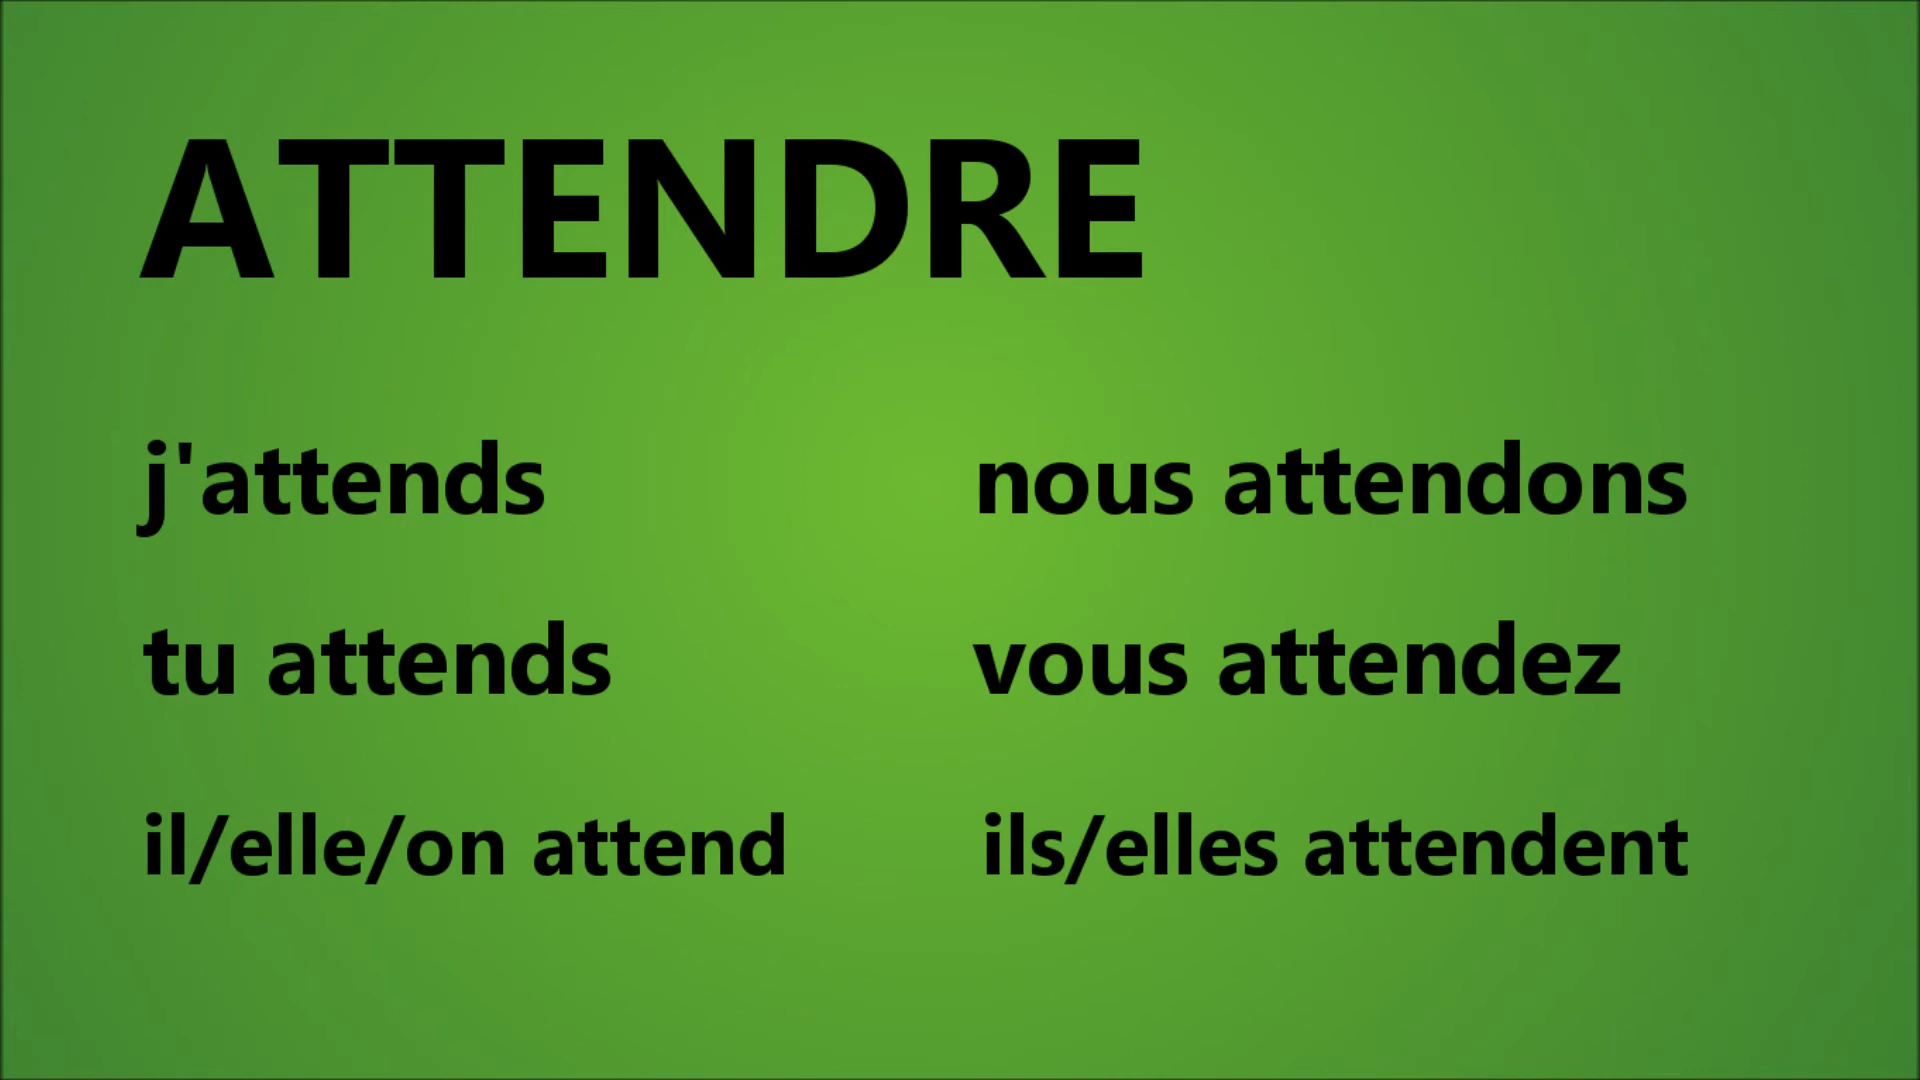 ATTENDRE
j'attends
nous attendons
tu attends
vous attendez
il/elle/on attend
ils/elles attendent